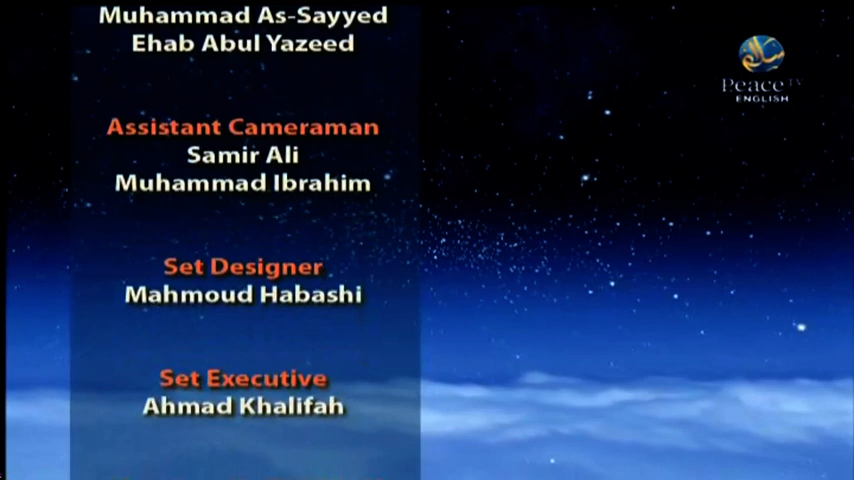 Muhammad As-Sayyed
Ehab Abul Yazeed
Assistant Cameraman
Samir Ali
Muhammad Ibrahim
Set Designer
Mahmoud Habashi
Set Executive
Ahmad Khalifah
سلام
Peace TV
ENGLISH